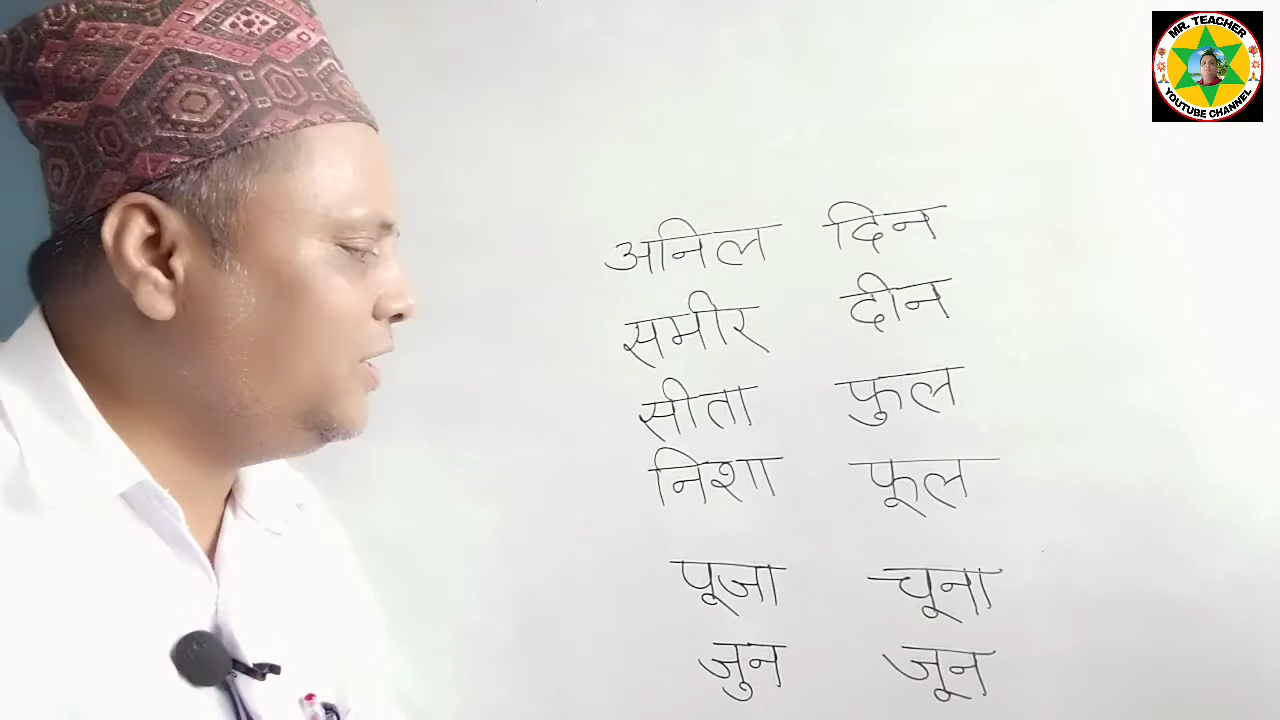 MR. TEACHER
YOUTUBE CHANNEL
अनिल दिन
समीर दीन
सीता फुल
निशा फूल
पूजा चूना
जुन जून